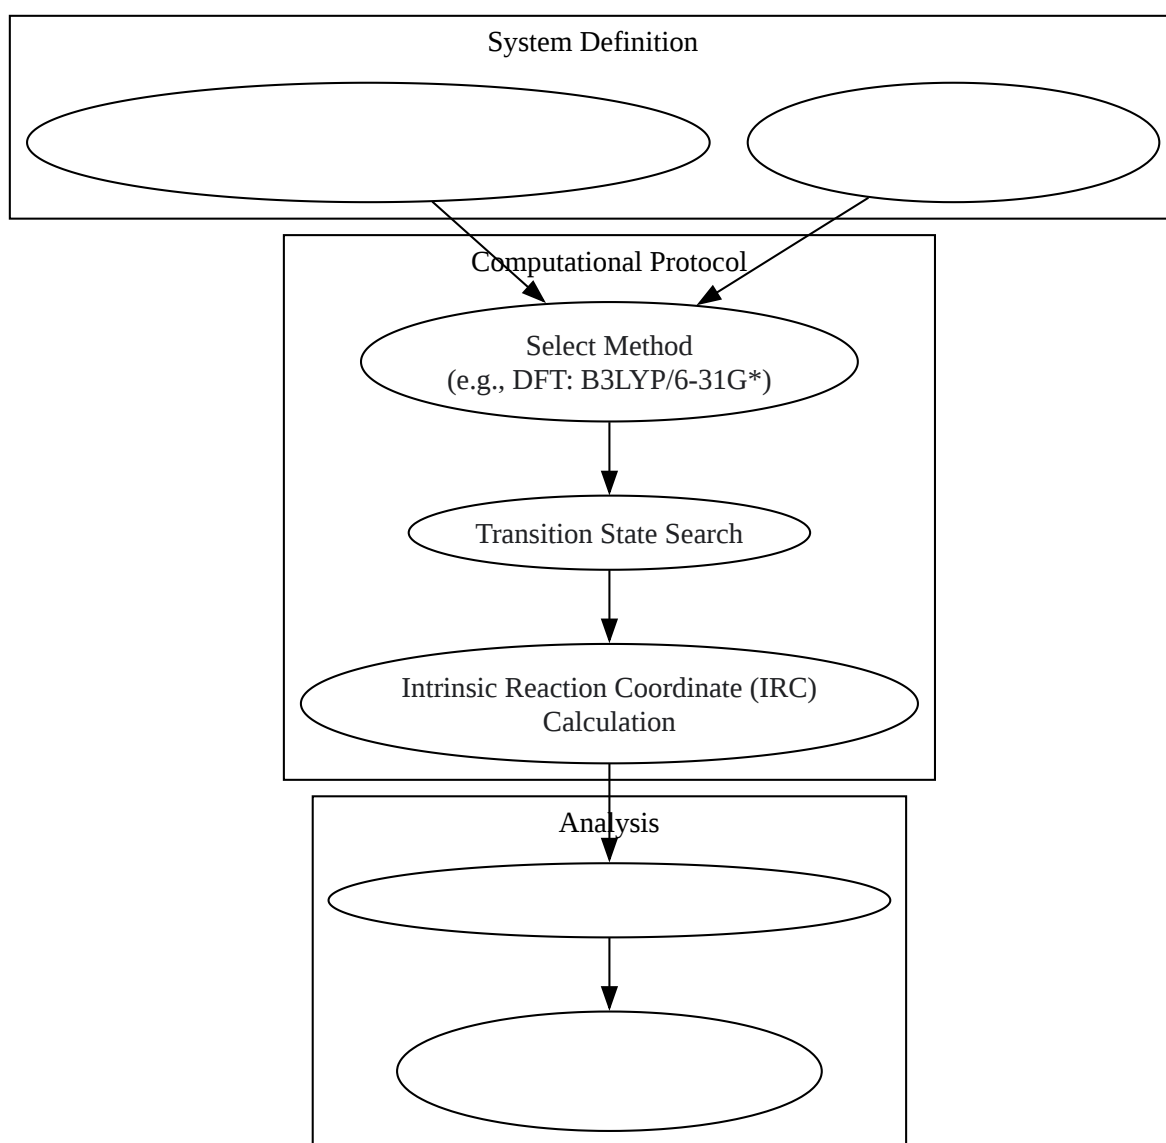 System Definition
Computational Protocol
Select Method
(e.g., DFT: B3LYP/6-31G*)
Transition State Search
Intrinsic Reaction Coordinate (IRC)
Calculation
Analysis